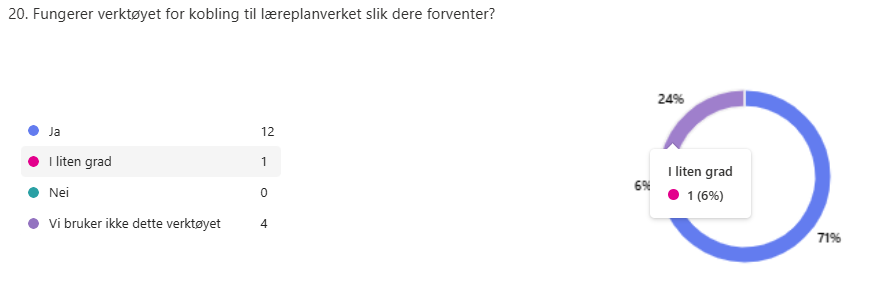 20. Fungerer verktøyet for kobling til læreplanverket slik dere forventer?
Ja 12
I liten grad 1
Nei 0
Vi bruker ikke dette verktøyet 4
24%
I liten grad
6%
1 (6%)
71%